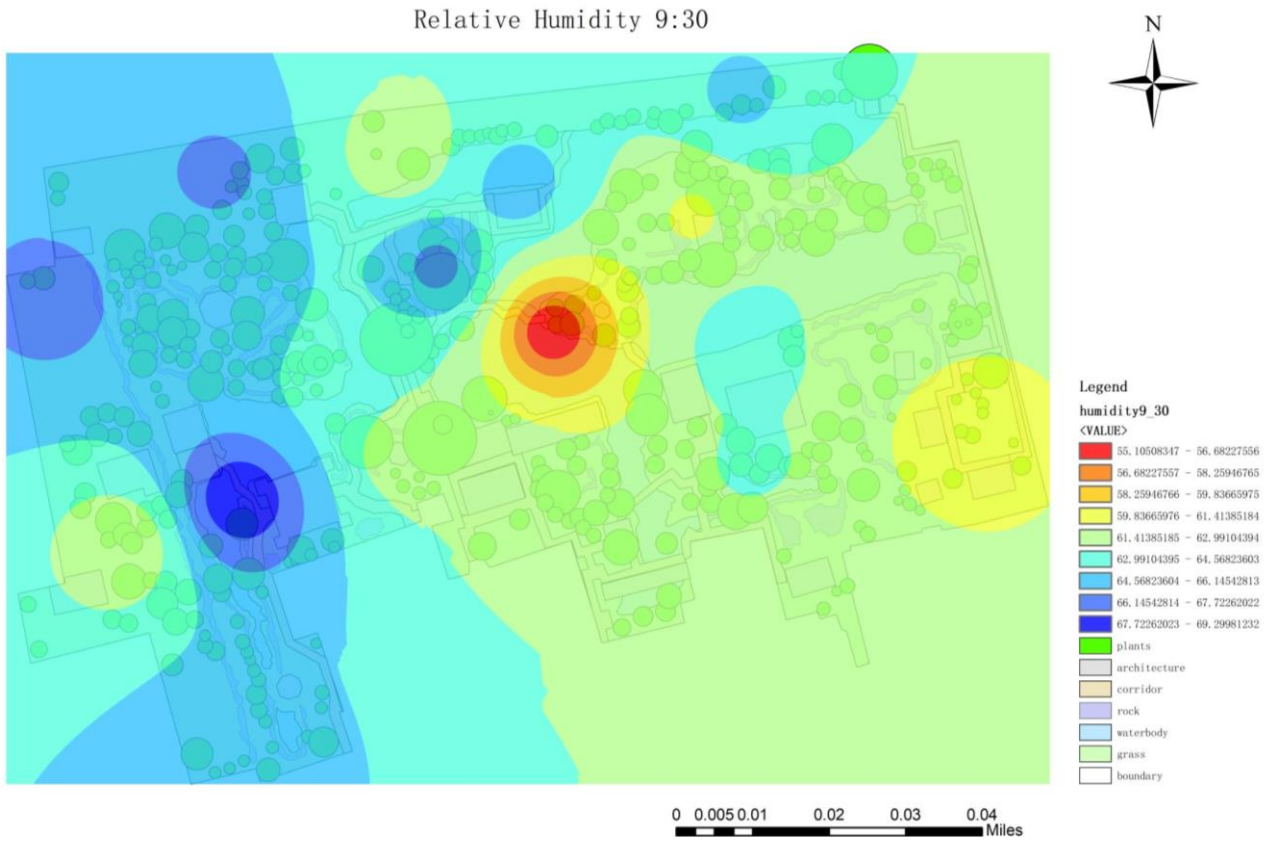 Relative Humidity 9:30
N
Legend
humidity9_30
<VALUE>
55.10508347 - 56.68227556
56.68227557 - 58.25946765
58.25946766 - 59.83665975
59.83665976 - 61.41385184
61.41385185 - 62.99104394
62.99104395 - 64.56823603
64.56823604 - 66.14542813
66.14542814 - 67.72262022
67.72262023 - 69.29981232
plants
architecture
corridor
rock
waterbody
grass
boundary
0 0.005 0.01 0.02 0.03 0.04
Miles